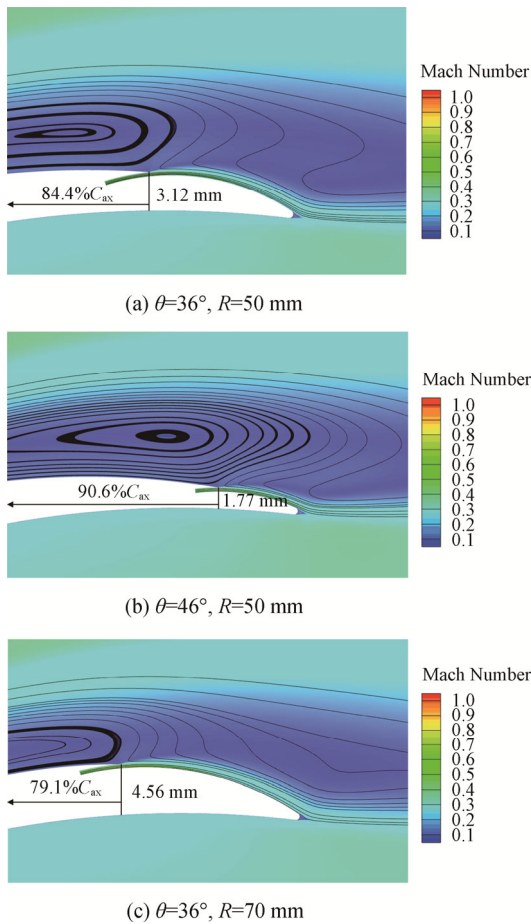 Mach Number
1.0
0.9
0.8
0.7
0.6
0.5
0.4
0.3
0.2
0.1
84.4%Cax
3.12 mm
(a) θ=36°, R=50 mm
Mach Number
1.0
0.9
0.8
0.7
0.6
0.5
0.4
0.3
0.2
0.1
90.6%Cax
1.77 mm
(b) θ=46°, R=50 mm
Mach Number
1.0
0.9
0.8
0.7
0.6
0.5
0.4
0.3
0.2
0.1
79.1%Cax
4.56 mm
(c) θ=36°, R=70 mm